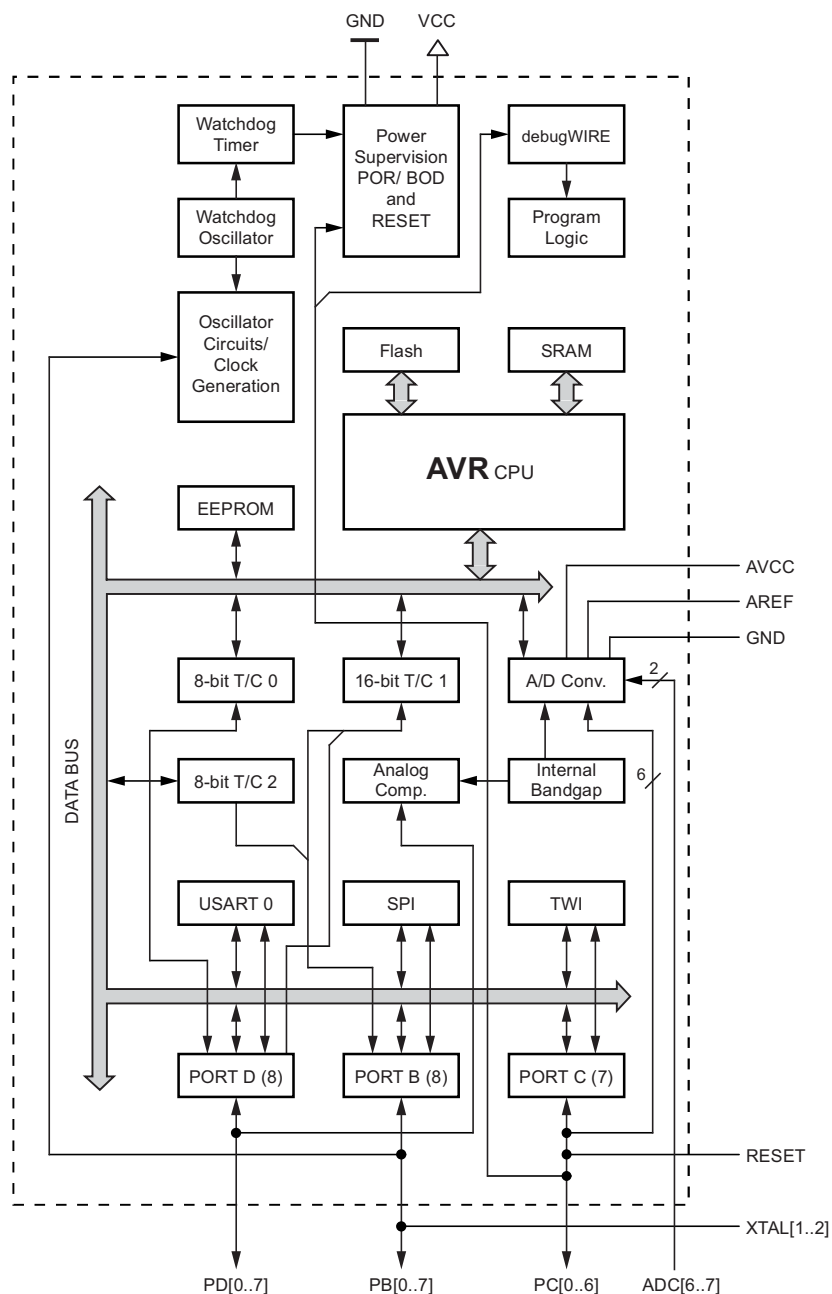 GND
VCC
Watchdog
Timer
Power
Supervision
POR/ BOD
and
RESET
debugWIRE
Watchdog
Oscillator
Program
Logic
Oscillator
Circuits/
Clock
Generation
Flash
SRAM
AVR CPU
EEPROM
AVCC
AREF
GND
8-bit T/C 0
16-bit T/C 1
A/D Conv.
2
DATA BUS
8-bit T/C 2
Analog
Comp.
Internal
Bandgap
6
USART 0
SPI
TWI
PORT D (8)
PORT B (8)
PORT C (7)
RESET
XTAL[1..2]
PD[0..7]
PB[0..7]
PC[0..6]
ADC[6..7]